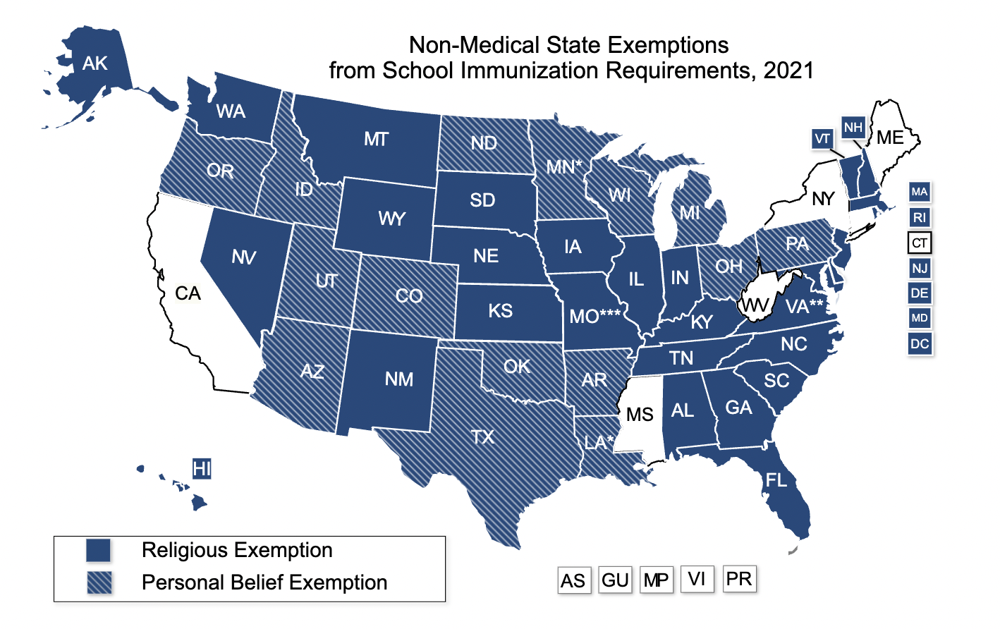 Non-Medical State Exemptions
from School Immunization Requirements, 2021
AK
WA
MT
ND
MN*
VT
NH
ME
OR
ID
SD
WI
MI
NY
MA
WY
RI
NV
NE
IA
PA
CT
UT
CO
IL
IN
OH
NJ
CA
KS
MO***
KY
WV
VA**
DE
MD
AZ
NM
OK
AR
TN
NC
DC
TX
LA*
MS
AL
GA
SC
HI
FL
Religious Exemption
Personal Belief Exemption
AS
GU
MP
VI
PR